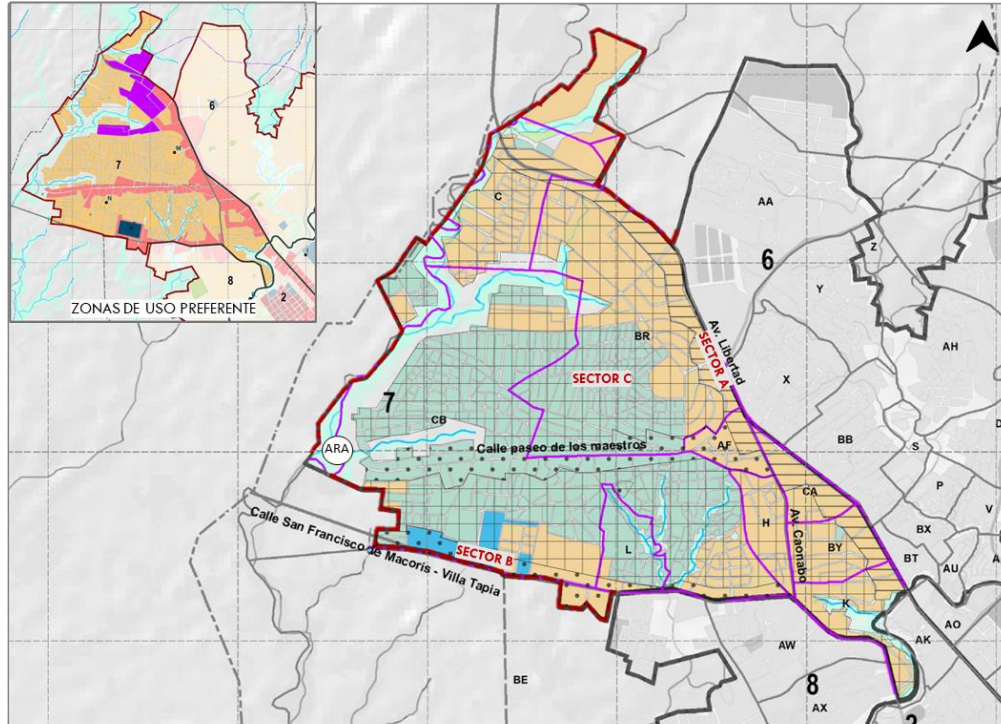 6
7
M
N
8
2
ZONAS DE USO PREFERENTE
C
AA
6
Z
Y
AH
BR
Av. Libertad
SECTOR A
X
SECTOR C
7
CB
BB
S
ARA
Calle paseo de los maestros
AF
P
CA
V
Calle San Francisco de Macoris - Villa Tapia
SECTOR B
H
Av. Caonabo
BX
L
BY
BT
AU
K
AO
AK
AW
BE
8
AX